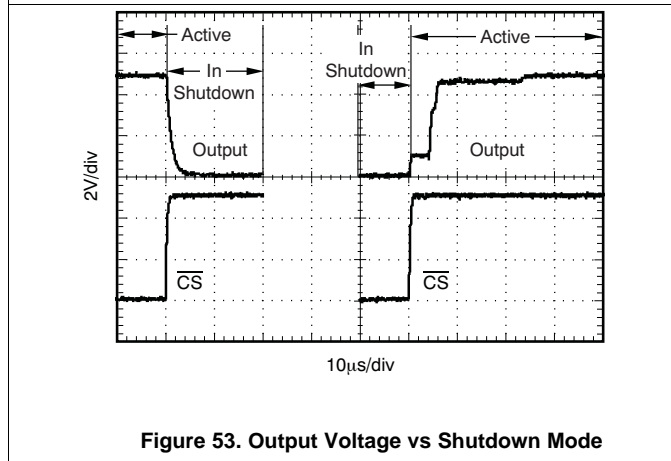 Active
In
Shutdown
Output
In
Shutdown
Active
Output
2V/div
CS
CS
10μs/div
Figure 53. Output Voltage vs Shutdown Mode